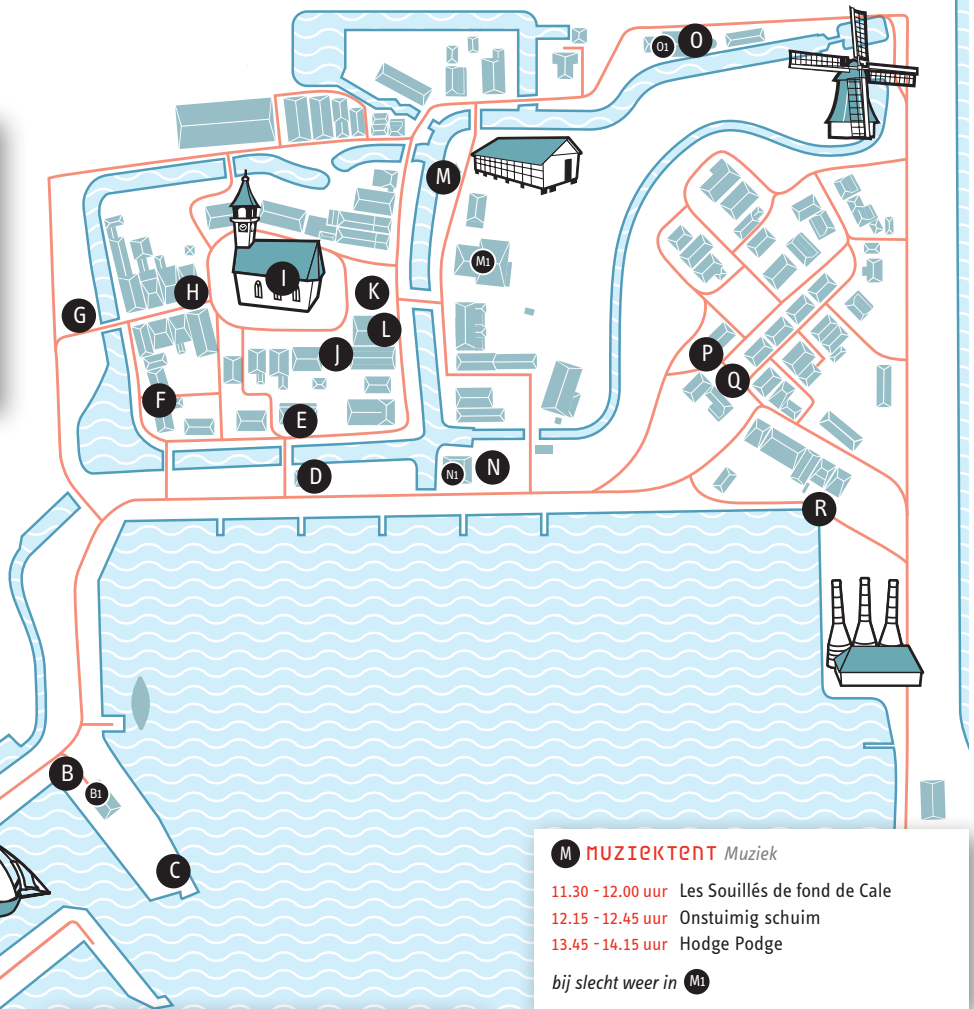 O1 O
M
M1
I
K
H
G
L
J
P
Q
F
E
D
N1 N
R
B
B1
C
M MUZIEKTENT Muziek
11.30 - 12.00 uur Les Souillés de fond de Cale
12.15 - 12.45 uur Onstuimig schuim
13.45 - 14.15 uur Hodge Podge
bij slecht weer in M1